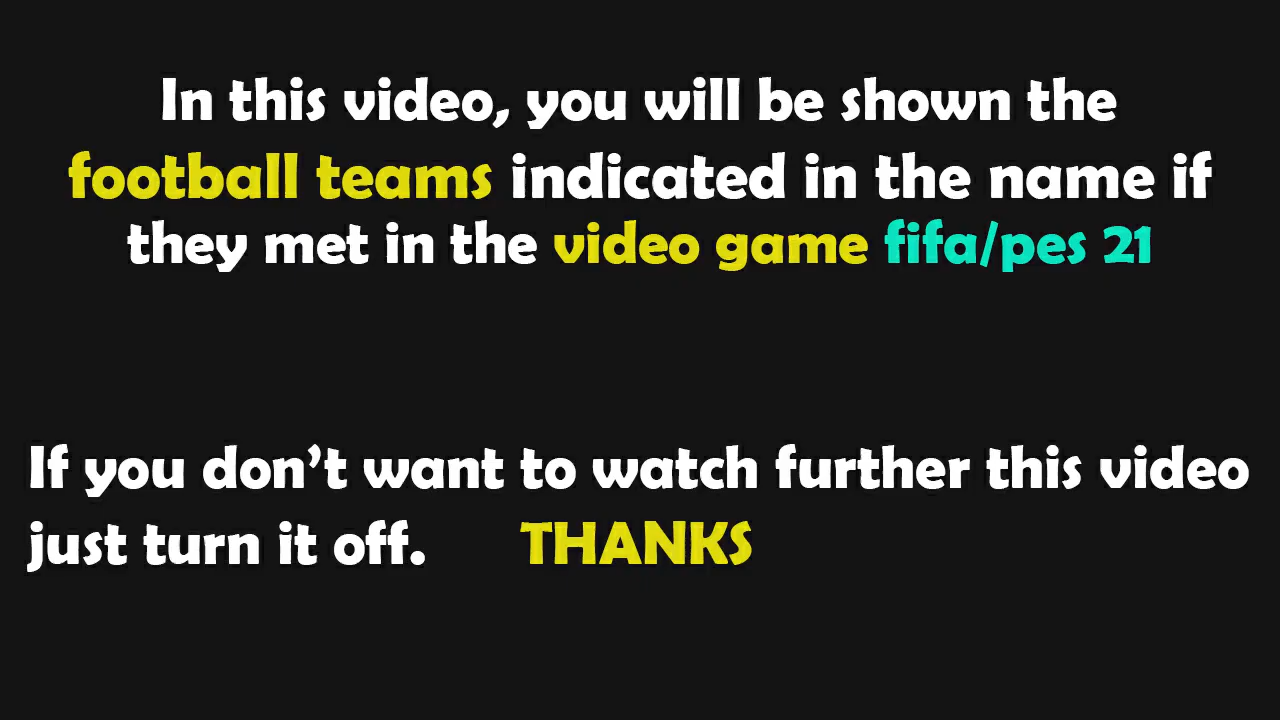 In this video, you will be shown the
football teams indicated in the name if
they met in the video game fifa/pes 21
If you don’t want to watch further this video
just turn it off. THANKS